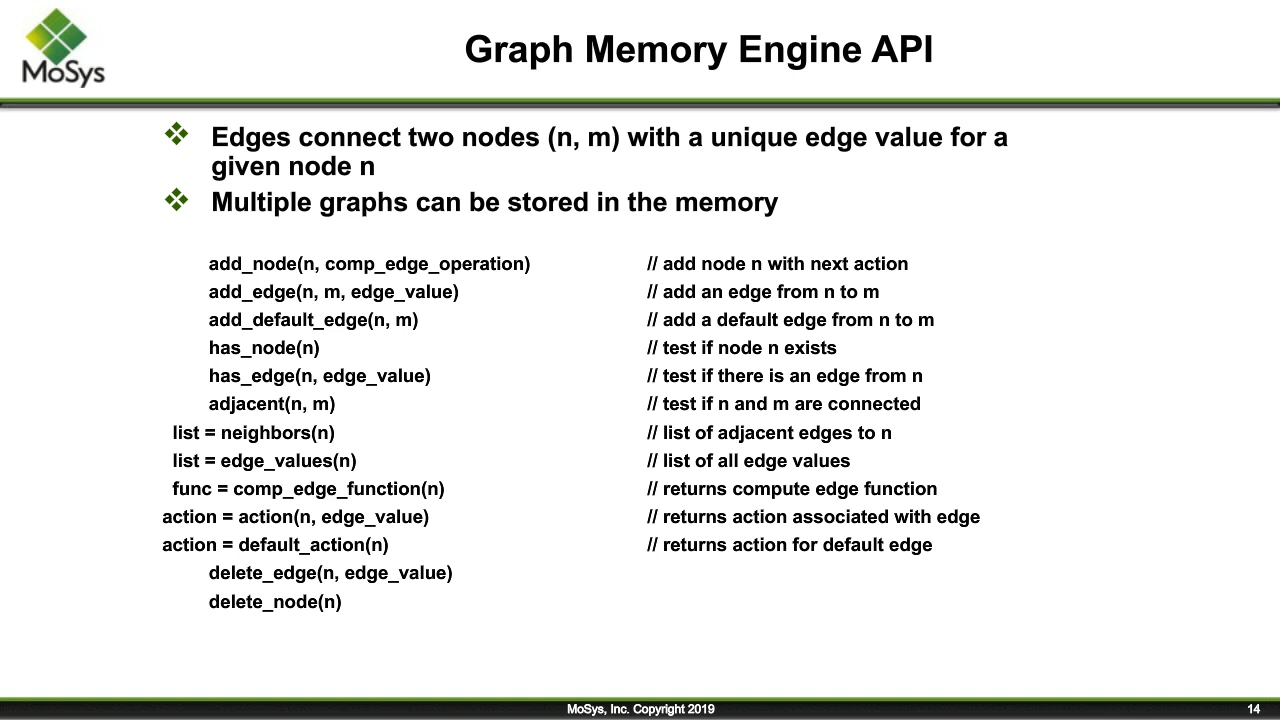 MoSys
Graph Memory Engine API
❖ Edges connect two nodes (n, m) with a unique edge value for a
given node n
❖ Multiple graphs can be stored in the memory
add_node(n, comp_edge_operation) // add node n with next action
add_edge(n, m, edge_value) // add an edge from n to m
add_default_edge(n, m) // add a default edge from n to m
has_node(n) // test if node n exists
has_edge(n, edge_value) // test if there is an edge from n
adjacent(n, m) // test if n and m are connected
list = neighbors(n) // list of adjacent edges to n
list = edge_values(n) // list of all edge values
func = comp_edge_function(n) // returns compute edge function
action = action(n, edge_value) // returns action associated with edge
action = default_action(n) // returns action for default edge
delete_edge(n, edge_value)
delete_node(n)
MoSys, Inc. Copyright 2019 14